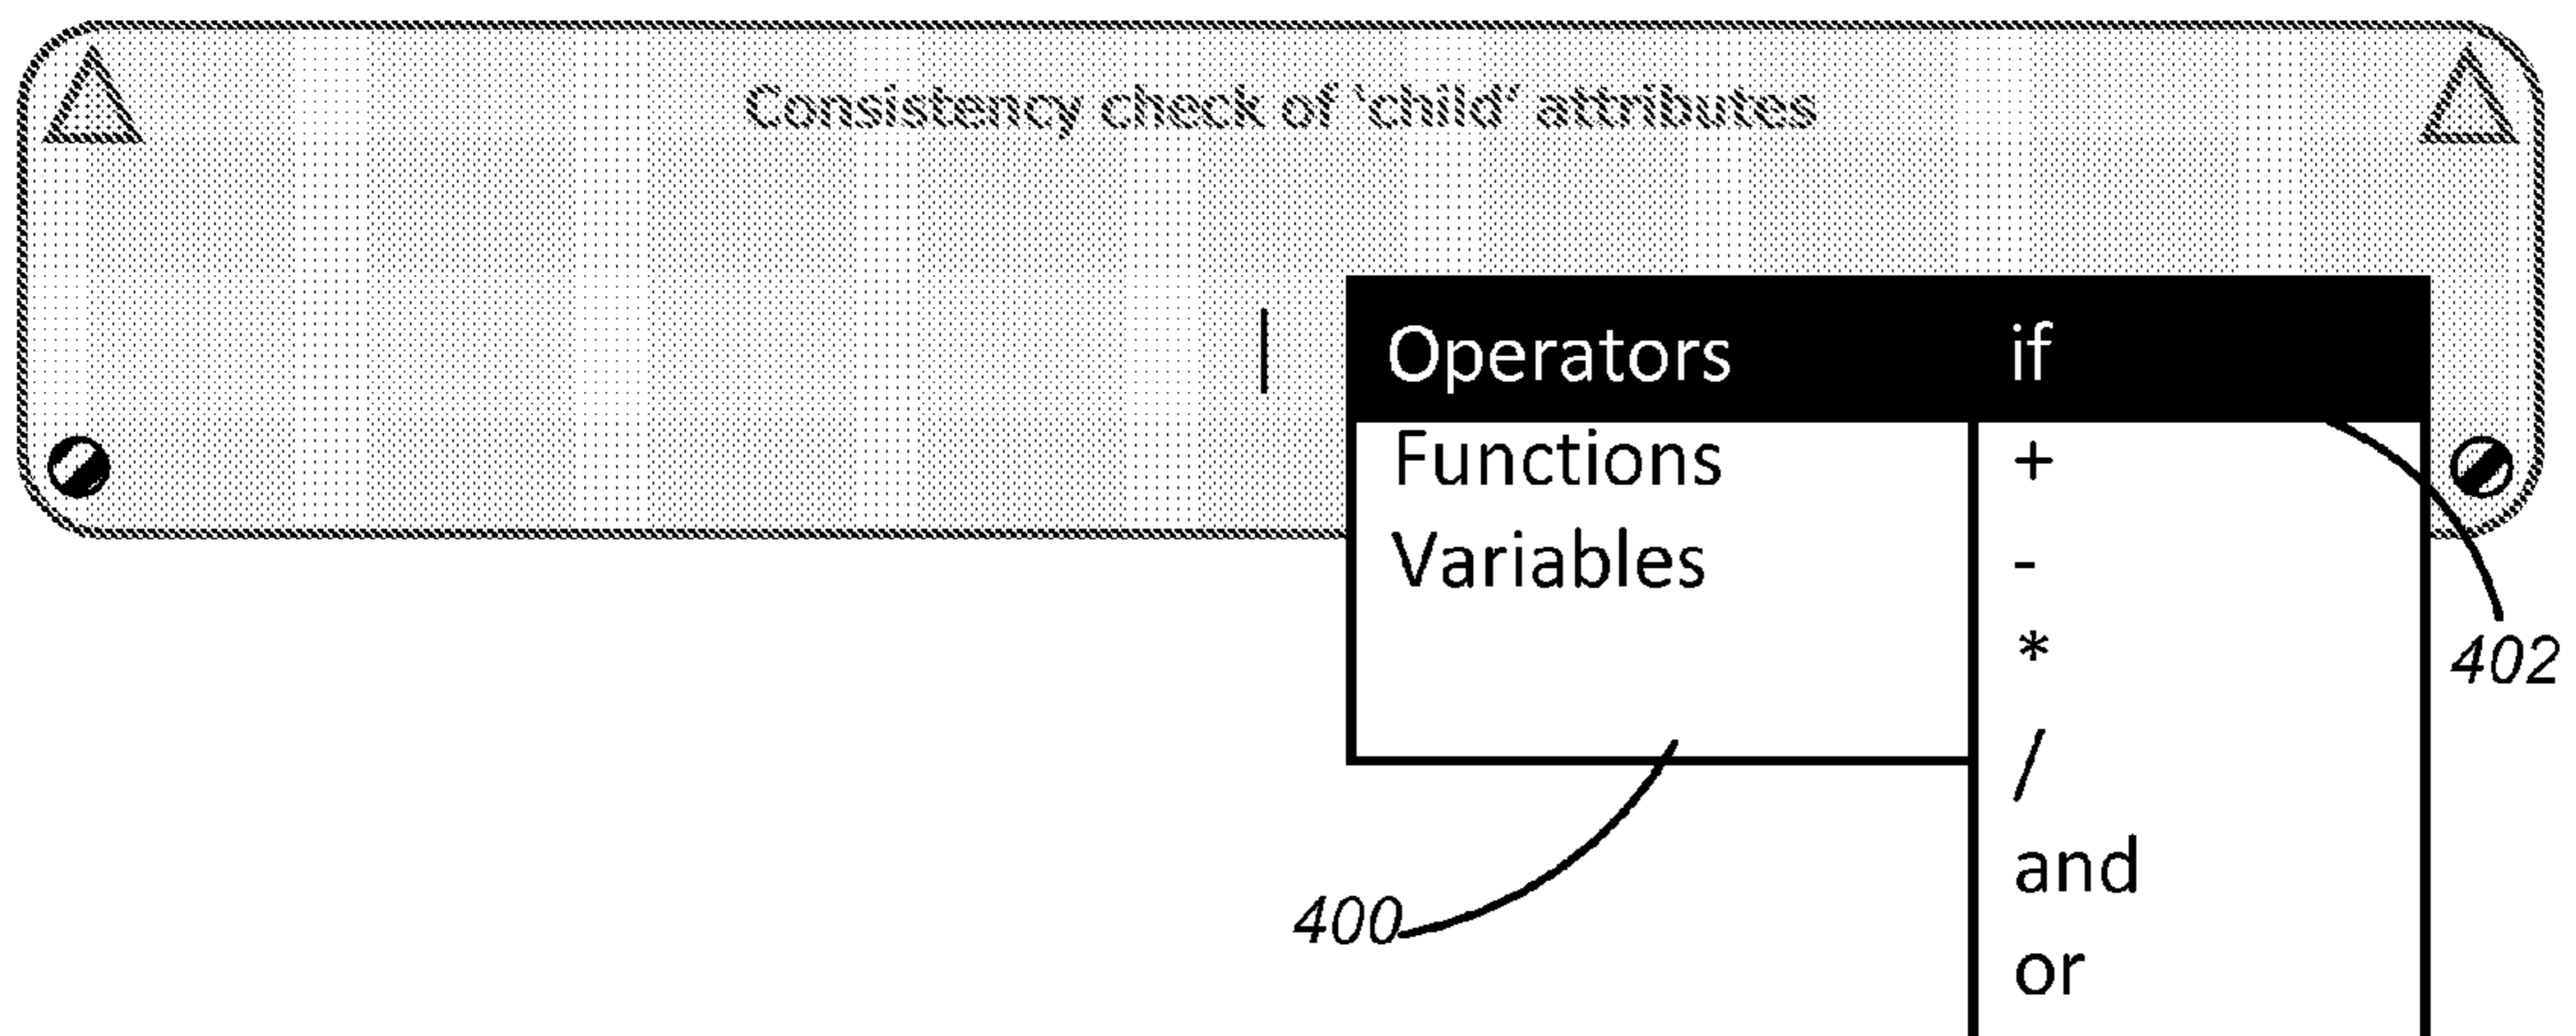 Consistency check of 'child' attributes
Operators if
Functions +
Variables -
*
/
and
or
402
400